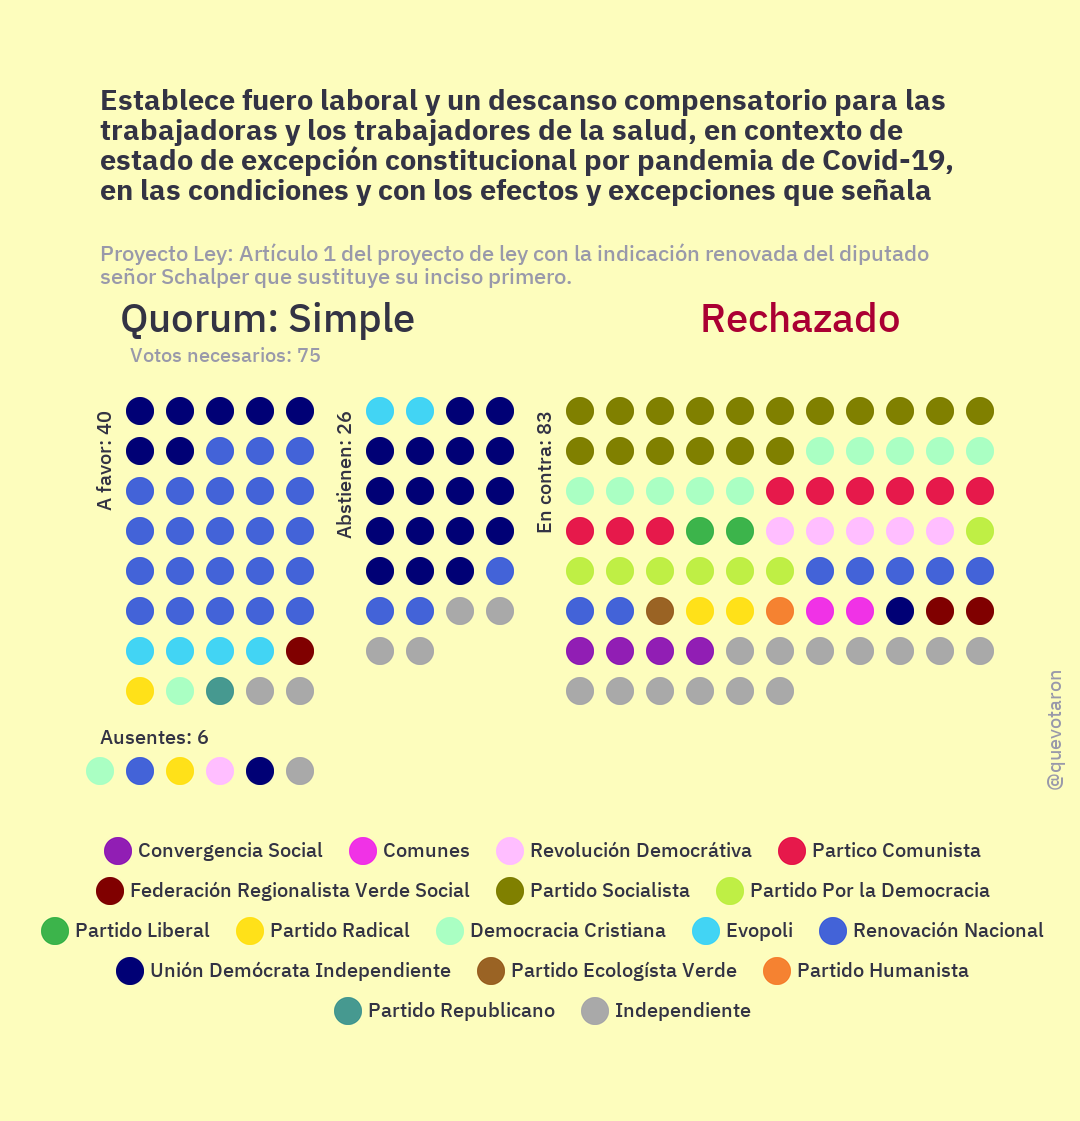 Establece fuero laboral y un descanso compensatorio para las
trabajadoras y los trabajadores de la salud, en contexto de
estado de excepción constitucional por pandemia de Covid-19,
en las condiciones y con los efectos y excepciones que señala
Proyecto Ley: Artículo 1 del proyecto de ley con la indicación renovada del diputado
señor Schalper que sustituye su inciso primero.
Quorum: Simple
Rechazado
Votos necesarios: 75
A favor: 40
Abstienen: 26
En contra: 83
Ausentes: 6
@quevotaron
Convergencia Social Comunes Revolución Democrátiva Partico Comunista
Federación Regionalista Verde Social Partido Socialista Partido Por la Democracia
Partido Liberal Partido Radical Democracia Cristiana Evopoli Renovación Nacional
Unión Demócrata Independiente Partido Ecologísta Verde Partido Humanista
Partido Republicano Independiente